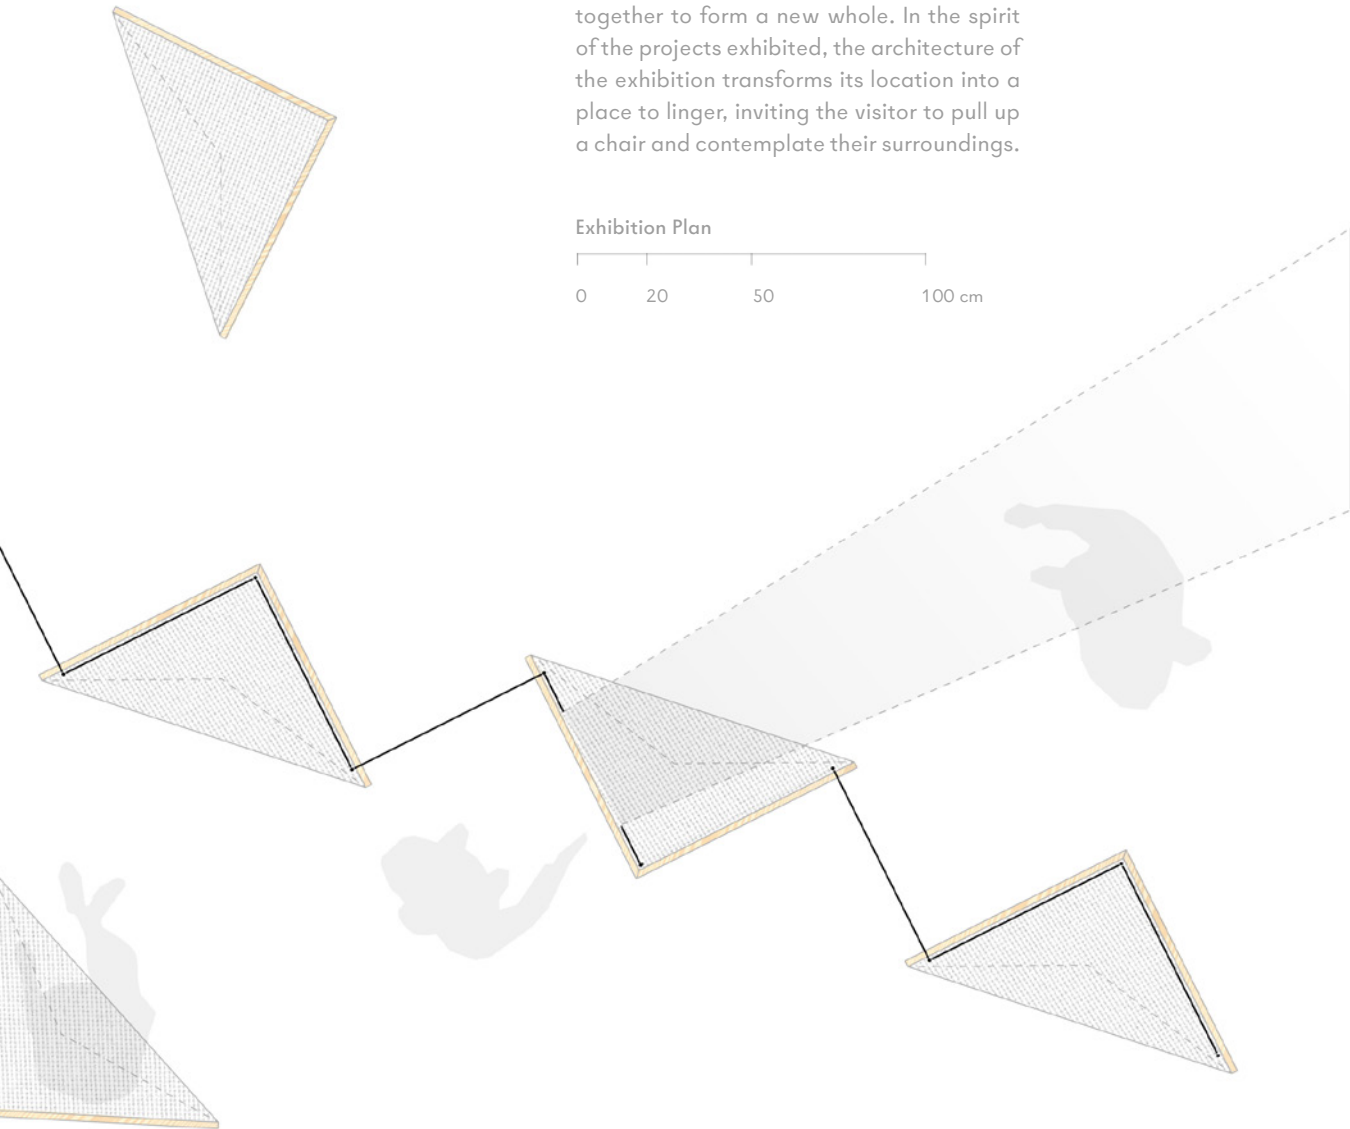 together to form a new whole. In the spirit
of the projects exhibited, the architecture of
the exhibition transforms its location into a
place to linger, inviting the visitor to pull up
a chair and contemplate their surroundings.
Exhibition Plan
0 20 50 100 cm